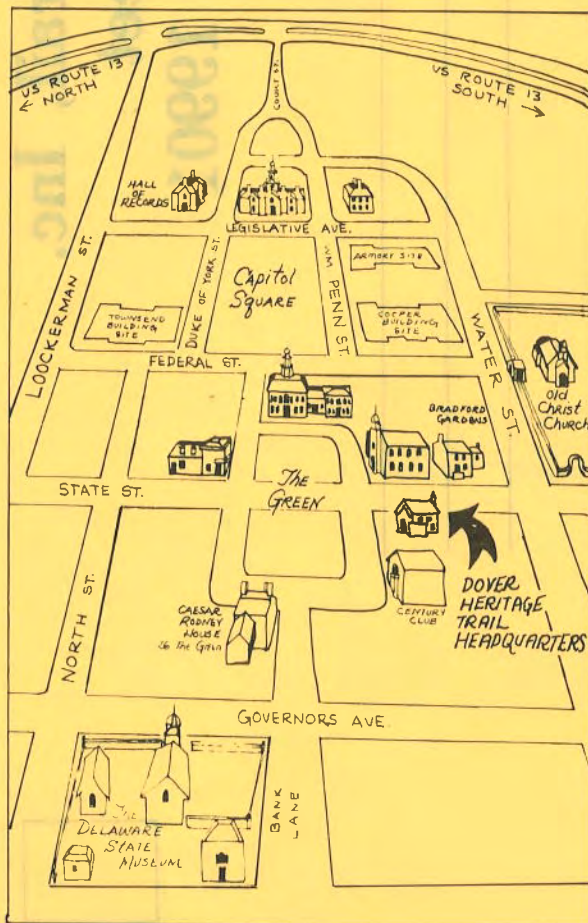 US ROUTE 13
NORTH
COURT ST.
US ROUTE 13
SOUTH
HALL
OF
RECORDS
LEGISLATIVE AVE.
LOOCKERMAN ST.
DUKE OF YORK ST.
CAPITOL
SQUARE
WM PENN ST.
ARMORY SITE
TOWNSEND
BUILDING
SITE
COOPER
BUILDING
SITE
WATER ST.
FEDERAL ST.
Old
Christ
Church
BRADFORD
GARDENS
STATE ST.
The
GREEN
NORTH ST.
CAESAR
RODNEY
HOUSE
36 The Green
CENTURY
CLUB
DOVER
HERITAGE
TRAIL
HEADQUARTERS
GOVERNORS AVE.
BANK
LANE
The
DELAWARE
STATE
MUSEUM